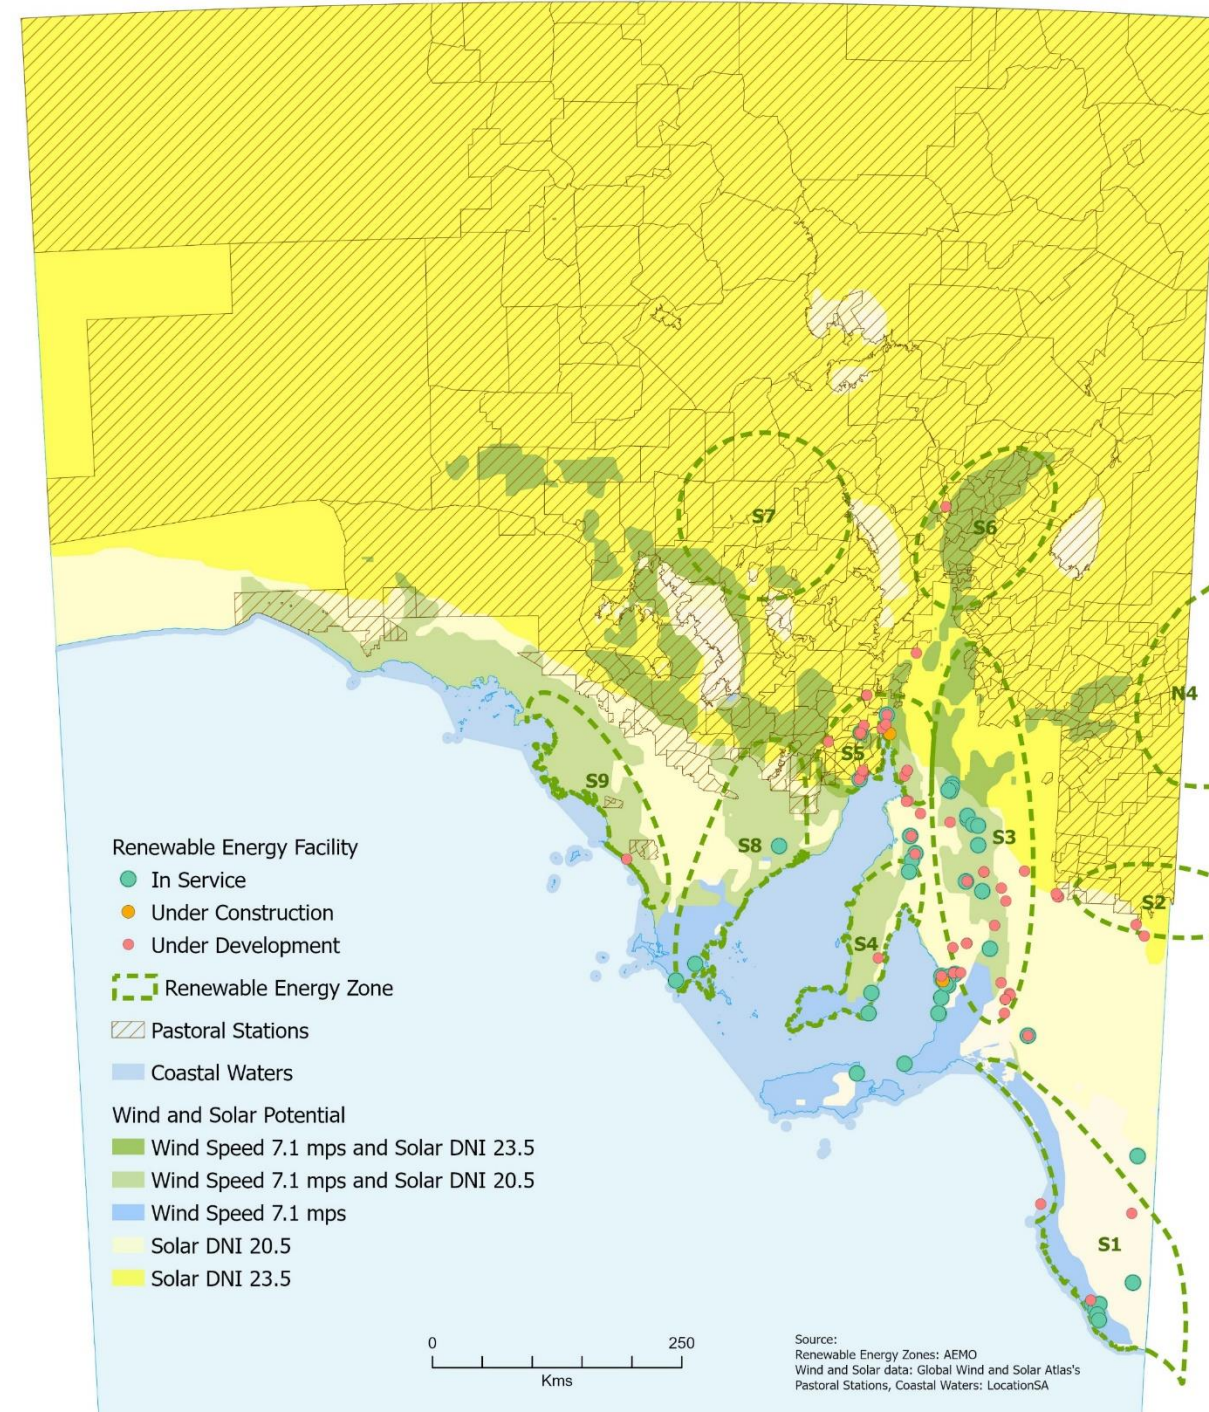 S7
S6
N4
S5
S9
S8
S3
S2
S4
S1
Renewable Energy Facility
In Service
Under Construction
Under Development
Renewable Energy Zone
Pastoral Stations
Coastal Waters
Wind and Solar Potential
Wind Speed 7.1 mps and Solar DNI 23.5
Wind Speed 7.1 mps and Solar DNI 20.5
Wind Speed 7.1 mps
Solar DNI 20.5
Solar DNI 23.5
0 250
Kms
Source:
Renewable Energy Zones: AEMO
Wind and Solar data: Global Wind and Solar Atlas's
Pastoral Stations, Coastal Waters: LocationSA